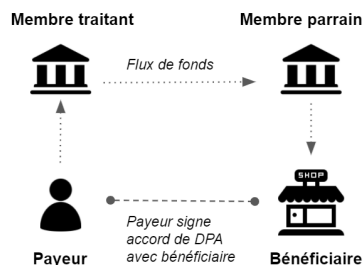 Membre traitant
Membre parrain
Flux de fonds
SHOP
Payeur signe
accord de DPA
avec bénéficiaire
Payeur
Bénéficiaire